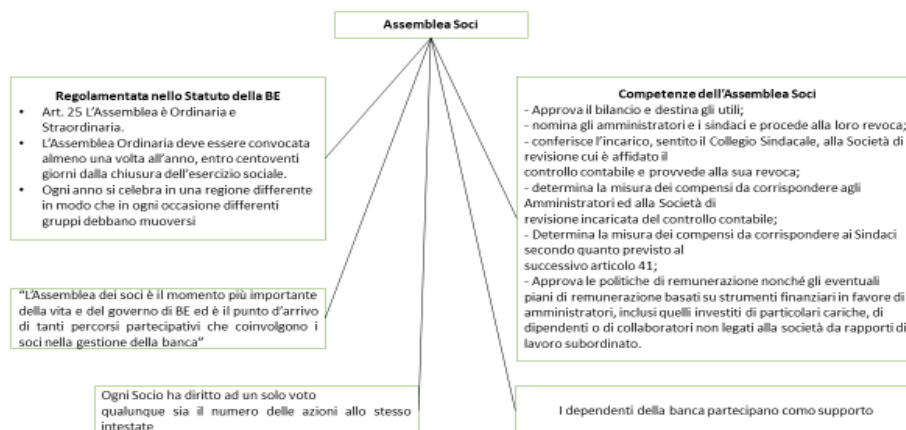 Assemblea Soci
Regolamentata nello Statuto della BE
• Art. 25 L'Assemblea è Ordinaria e
Straordinaria.
• L'Assemblea Ordinaria deve essere convocata
almeno una volta all'anno, entro centoventi
giorni dalla chiusura dell'esercizio sociale.
• Ogni anno si celebra in una regione differente
in modo che in ogni occasione differenti
gruppi debbano muoversi
"L'Assemblea dei soci è il momento più importante
della vita e del governo di BE ed è il punto d'arrivo
di tanti percorsi partecipativi che coinvolgono i
soci nella gestione della banca"
Ogni Socio ha diritto ad un solo voto
qualunque sia il numero delle azioni allo stesso
intestate
Competenze dell'Assemblea Soci
- Approva il bilancio e destina gli utili;
- nomina gli amministratori e i sindaci e procede alla loro revoca;
- conferisce l'incarico, sentito il Collegio Sindacale, alla Società di
revisione cui è affidato il
controllo contabile e provvede alla sua revoca;
- determina la misura dei compensi da corrispondere agli
Amministratori ed alla Società di
revisione incaricata del controllo contabile;
- Determina la misura dei compensi da corrispondere ai Sindaci
secondo quanto previsto al
successivo articolo 41;
- Approva le politiche di remunerazione nonché gli eventuali
piani di remunerazione basati su strumenti finanziari in favore di
amministratori, inclusi quelli investiti di particolari cariche, di
dipendenti o di collaboratori non legati alla società da rapporti di
lavoro subordinato.
I dependenti della banca partecipano como supporto